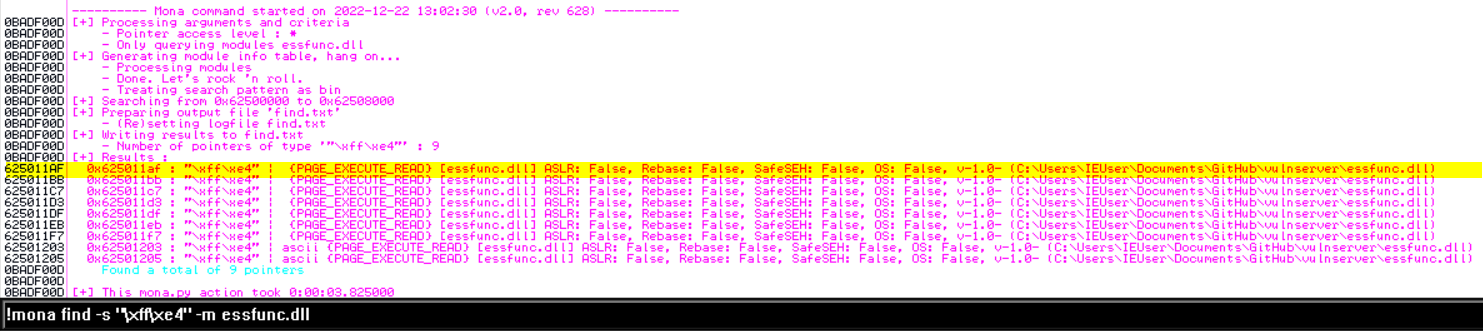 ---------- Mona command started on 2022-12-22 13:02:30 (v2.0, rev 628) ----------
0BADF00D [+] Processing arguments and criteria
0BADF00D - Pointer access level : *
0BADF00D - Only querying modules essfunc.dll
0BADF00D [+] Generating module info table, hang on...
0BADF00D - Processing modules
0BADF00D - Done. Let's rock 'n roll.
0BADF00D - Treating search pattern as bin
0BADF00D [+] Searching from 0x62500000 to 0x62508000
0BADF00D [+] Preparing output file 'find.txt'
0BADF00D - (Re)setting logfile find.txt
0BADF00D [+] Writing results to find.txt
0BADF00D - Number of pointers of type '"\xff\xe4"' : 9
0BADF00D [+] Results :
625011AF 0x625011af : "\xff\xe4" | {PAGE_EXECUTE_READ} [essfunc.dll] ASLR: False, Rebase: False, SafeSEH: False, OS: False, v-1.0- (C:\Users\IEUser\Documents\GitHub\vulnserver\essfunc.dll)
625011BB 0x625011bb : "\xff\xe4" | {PAGE_EXECUTE_READ} [essfunc.dll] ASLR: False, Rebase: False, SafeSEH: False, OS: False, v-1.0- (C:\Users\IEUser\Documents\GitHub\vulnserver\essfunc.dll)
625011C7 0x625011c7 : "\xff\xe4" | {PAGE_EXECUTE_READ} [essfunc.dll] ASLR: False, Rebase: False, SafeSEH: False, OS: False, v-1.0- (C:\Users\IEUser\Documents\GitHub\vulnserver\essfunc.dll)
625011D3 0x625011d3 : "\xff\xe4" | {PAGE_EXECUTE_READ} [essfunc.dll] ASLR: False, Rebase: False, SafeSEH: False, OS: False, v-1.0- (C:\Users\IEUser\Documents\GitHub\vulnserver\essfunc.dll)
625011DF 0x625011df : "\xff\xe4" | {PAGE_EXECUTE_READ} [essfunc.dll] ASLR: False, Rebase: False, SafeSEH: False, OS: False, v-1.0- (C:\Users\IEUser\Documents\GitHub\vulnserver\essfunc.dll)
625011EB 0x625011eb : "\xff\xe4" | {PAGE_EXECUTE_READ} [essfunc.dll] ASLR: False, Rebase: False, SafeSEH: False, OS: False, v-1.0- (C:\Users\IEUser\Documents\GitHub\vulnserver\essfunc.dll)
625011F7 0x625011f7 : "\xff\xe4" | {PAGE_EXECUTE_READ} [essfunc.dll] ASLR: False, Rebase: False, SafeSEH: False, OS: False, v-1.0- (C:\Users\IEUser\Documents\GitHub\vulnserver\essfunc.dll)
62501203 0x62501203 : "\xff\xe4" | ascii {PAGE_EXECUTE_READ} [essfunc.dll] ASLR: False, Rebase: False, SafeSEH: False, OS: False, v-1.0- (C:\Users\IEUser\Documents\GitHub\vulnserver\essfunc.dll)
62501205 0x62501205 : "\xff\xe4" | ascii {PAGE_EXECUTE_READ} [essfunc.dll] ASLR: False, Rebase: False, SafeSEH: False, OS: False, v-1.0- (C:\Users\IEUser\Documents\GitHub\vulnserver\essfunc.dll)
0BADF00D Found a total of 9 pointers
0BADF00D
0BADF00D [+] This mona.py action took 0:00:03.825000
!mona find -s "\xff\xe4" -m essfunc.dll